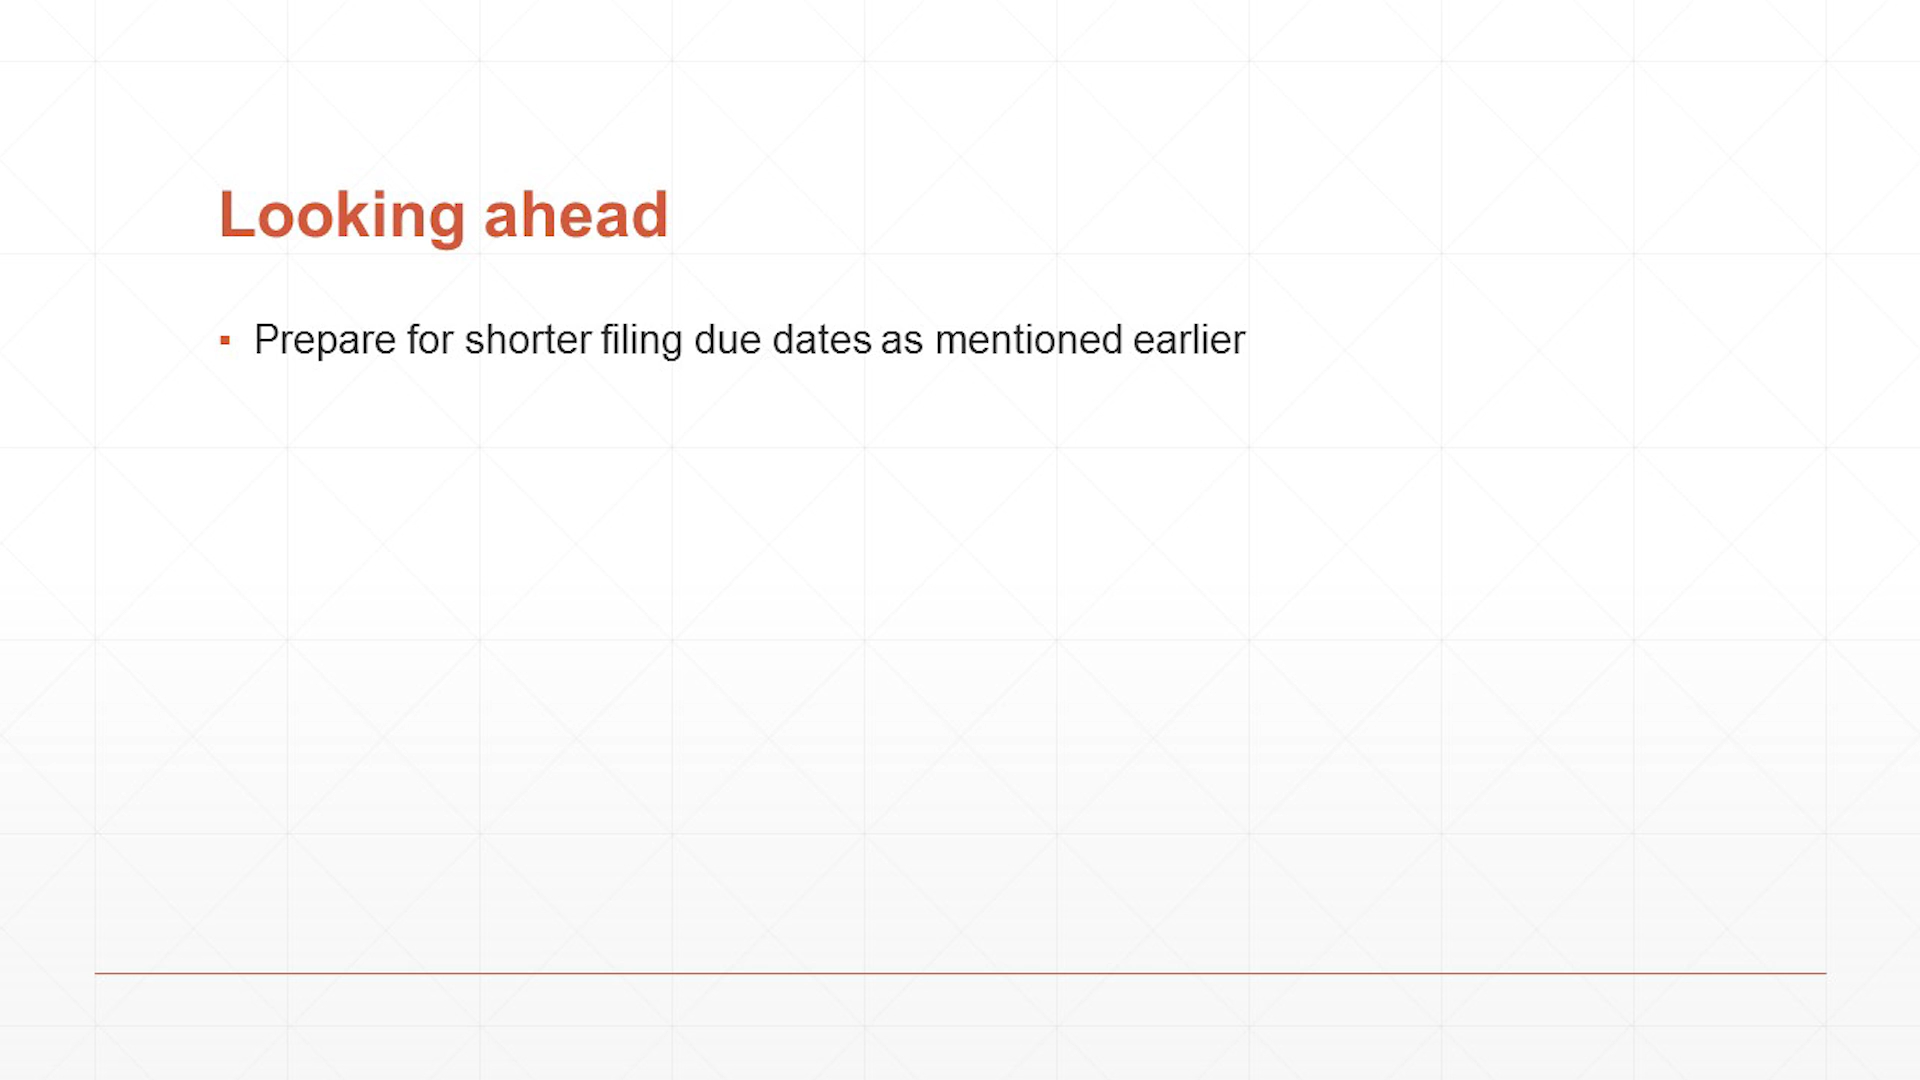 Looking ahead
▪ Prepare for shorter filing due dates as mentioned earlier